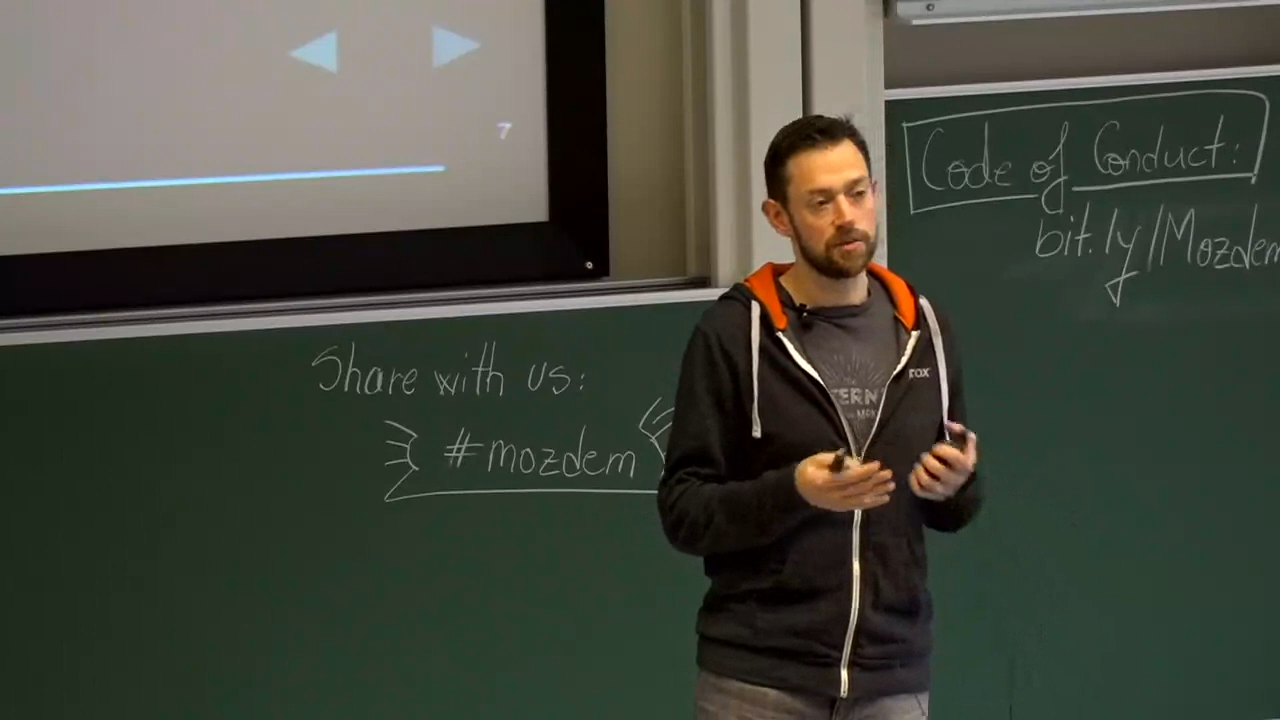 7
Code of Conduct:
bit.ly/Mozdem
Share with us:
#mozdem